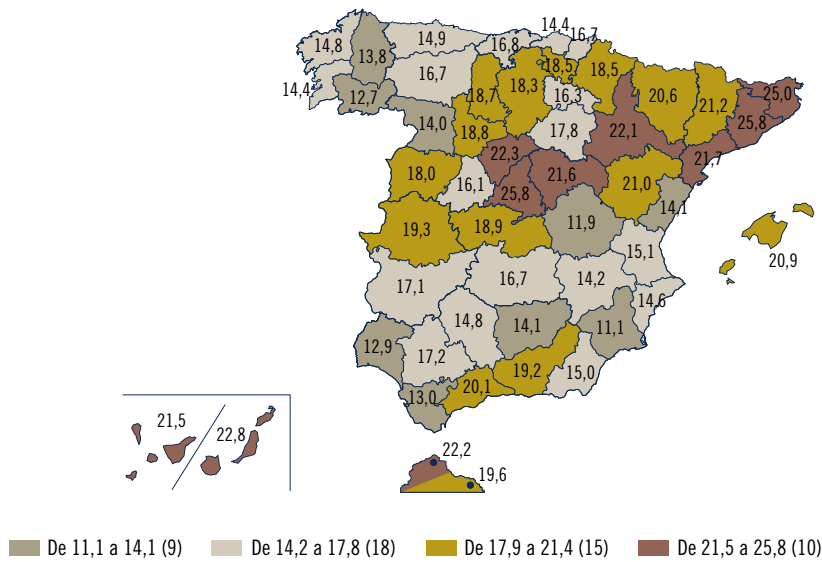 14,4
14,8 14,9 16,8 16,7
13,8
16,7 18,5 18,5
14,4 12,7 18,7 18,3 16,3 20,6 21,2 25,0
14,0 18,8 17,8 22,1 25,8
22,3 21,7
18,0 16,1 25,8 21,6 21,0
19,3 18,9 11,9 14,1
15,1 20,9
17,1 16,7 14,2
14,6
14,8 14,1 11,1
12,9 17,2
19,2 15,0
13,0 20,1
21,5 22,8
22,2
19,6
De 11,1 a 14,1 (9) De 14,2 a 17,8 (18) De 17,9 a 21,4 (15) De 21,5 a 25,8 (10)